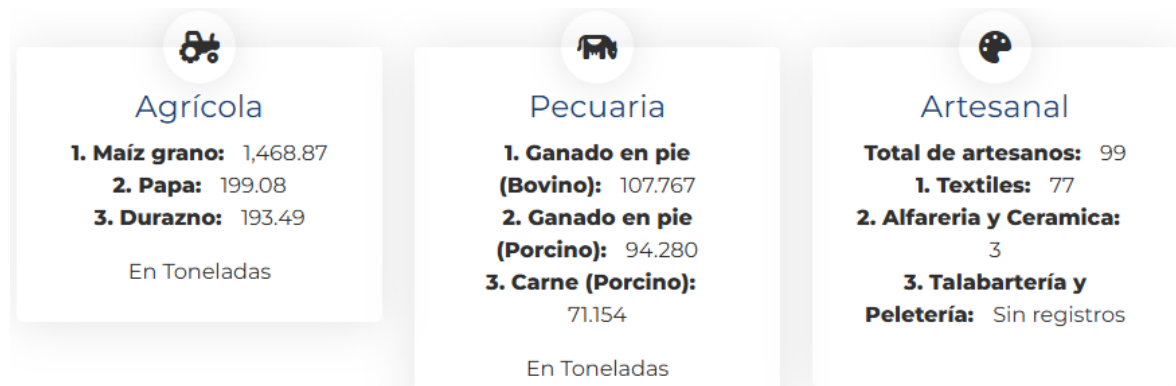 Agrícola
1. Maíz grano: 1,468.87
2. Papa: 199.08
3. Durazno: 193.49
En Toneladas
Pecuaria
1. Ganado en pie
(Bovino): 107.767
2. Ganado en pie
(Porcino): 94.280
3. Carne (Porcino):
71.154
En Toneladas
Artesanal
Total de artesanos: 99
1. Textiles: 77
2. Alfareria y Ceramica:
3
3. Talabartería y
Peletería: Sin registros